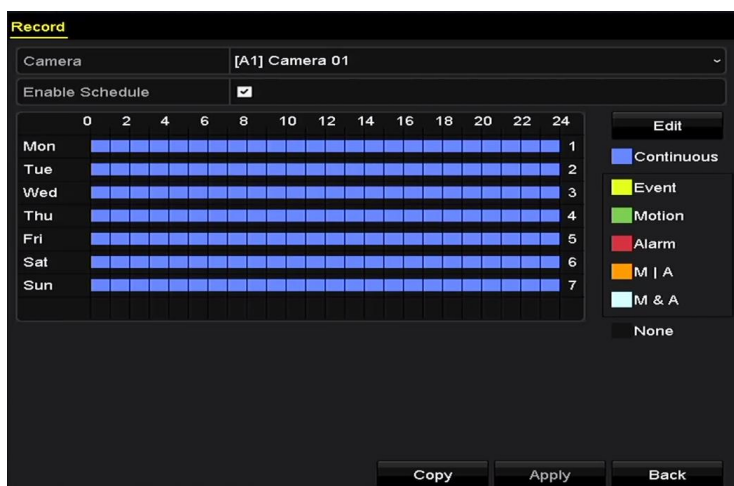 Record
Camera [A1] Camera 01
Enable Schedule
0 2 4 6 8 10 12 14 16 18 20 22 24
Edit
Mon 1
Continuous
Tue 2
Wed 3
Event
Thu 4
Motion
Fri 5
Alarm
Sat 6
M | A
Sun 7
M & A
None
Copy Apply Back